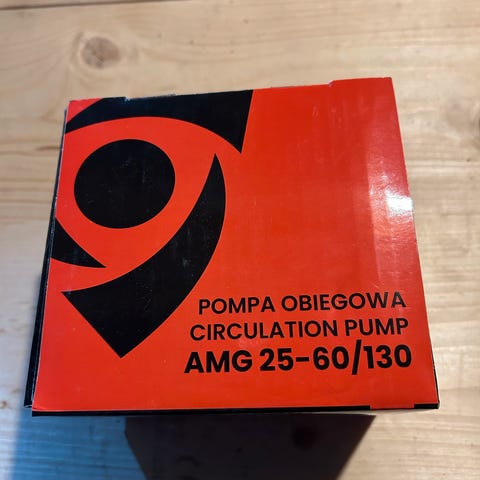 POMPA OBIEGOWA
CIRCULATION PUMP
AMG 25-60/130